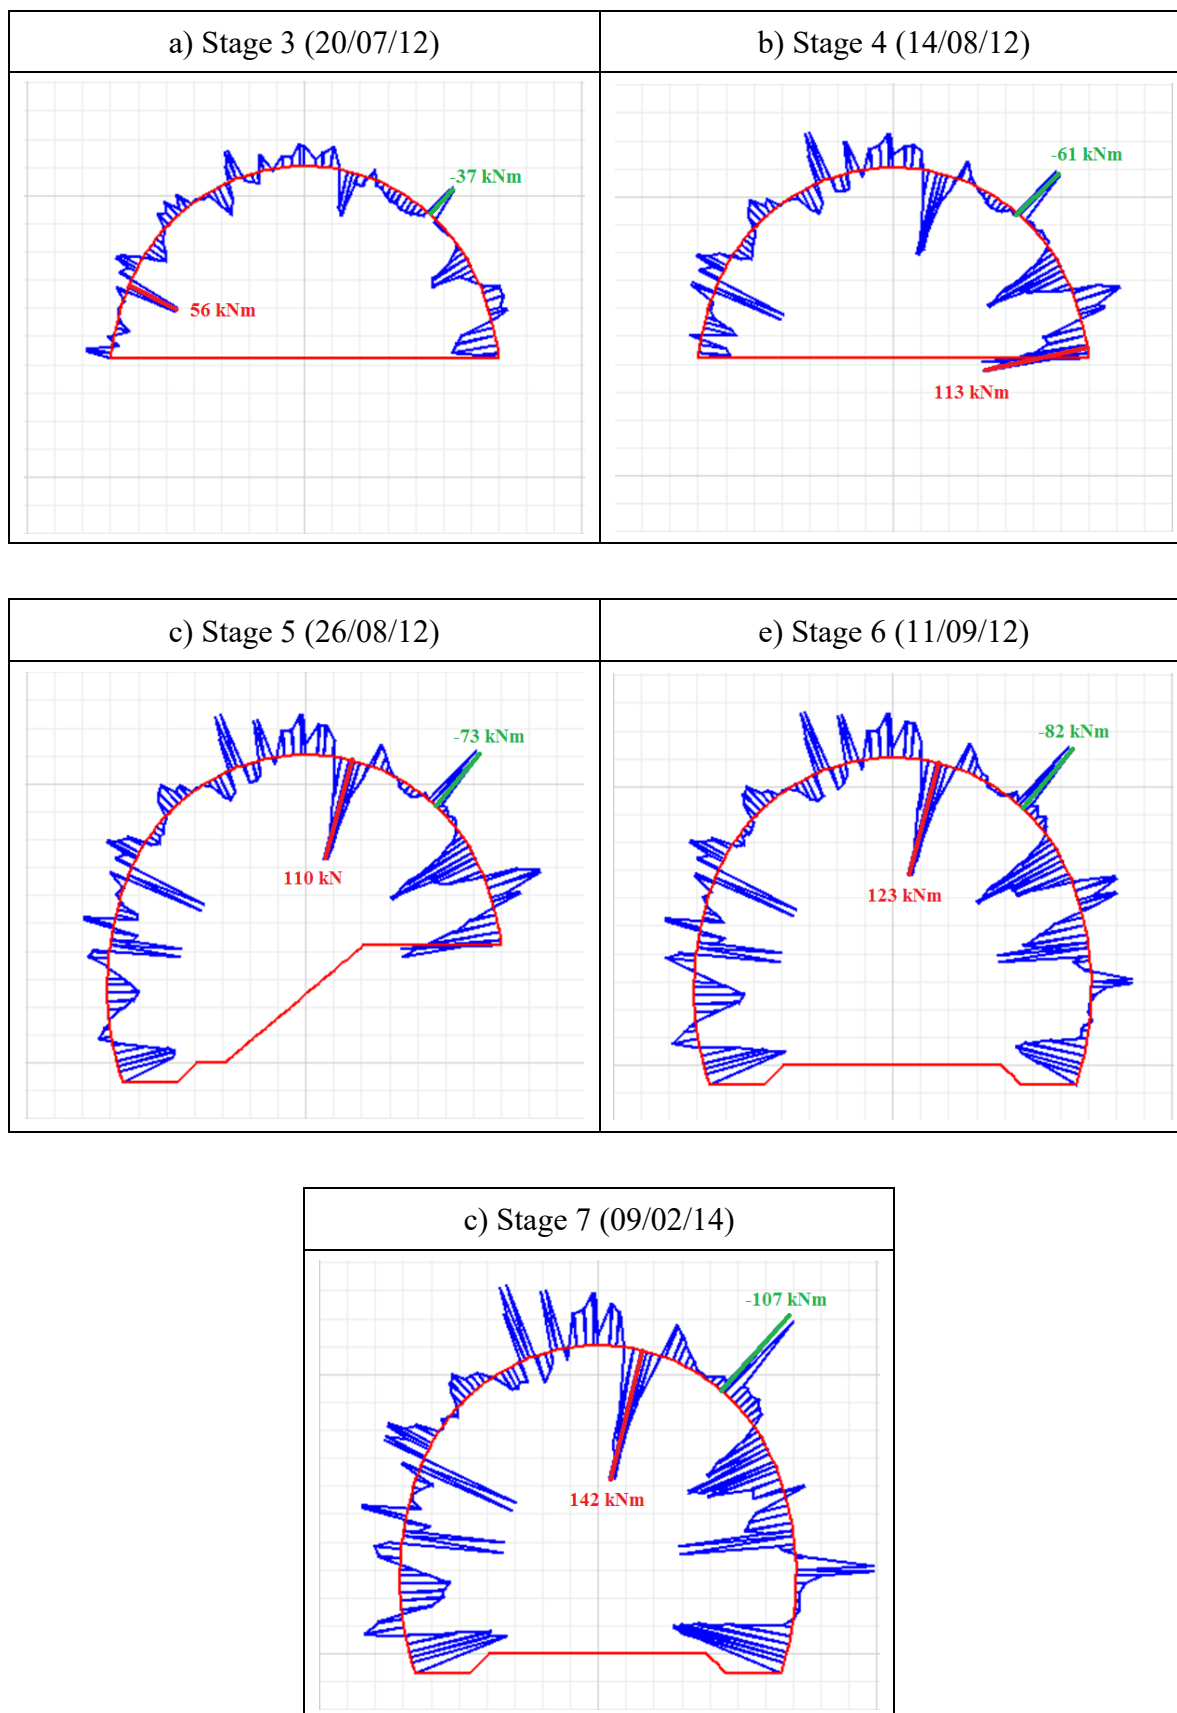 a) Stage 3 (20/07/12)
b) Stage 4 (14/08/12)
-37 kNm
56 kNm
-61 kNm
113 kNm
c) Stage 5 (26/08/12)
e) Stage 6 (11/09/12)
-73 kNm
110 kN
-82 kNm
123 kNm
c) Stage 7 (09/02/14)
-107 kNm
142 kNm